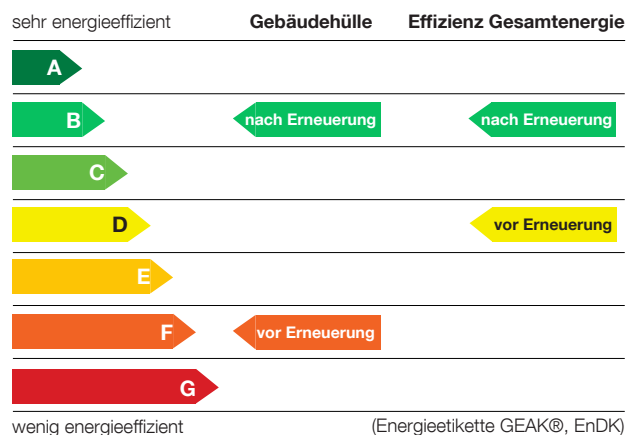 sehr energieeffizient Gebäudehülle Effizienz Gesamtenergie
A
B nach Erneuerung nach Erneuerung
C
D vor Erneuerung
E
F vor Erneuerung
G
wenig energieeffizient (Energieetikette GEAK®, EnDK)